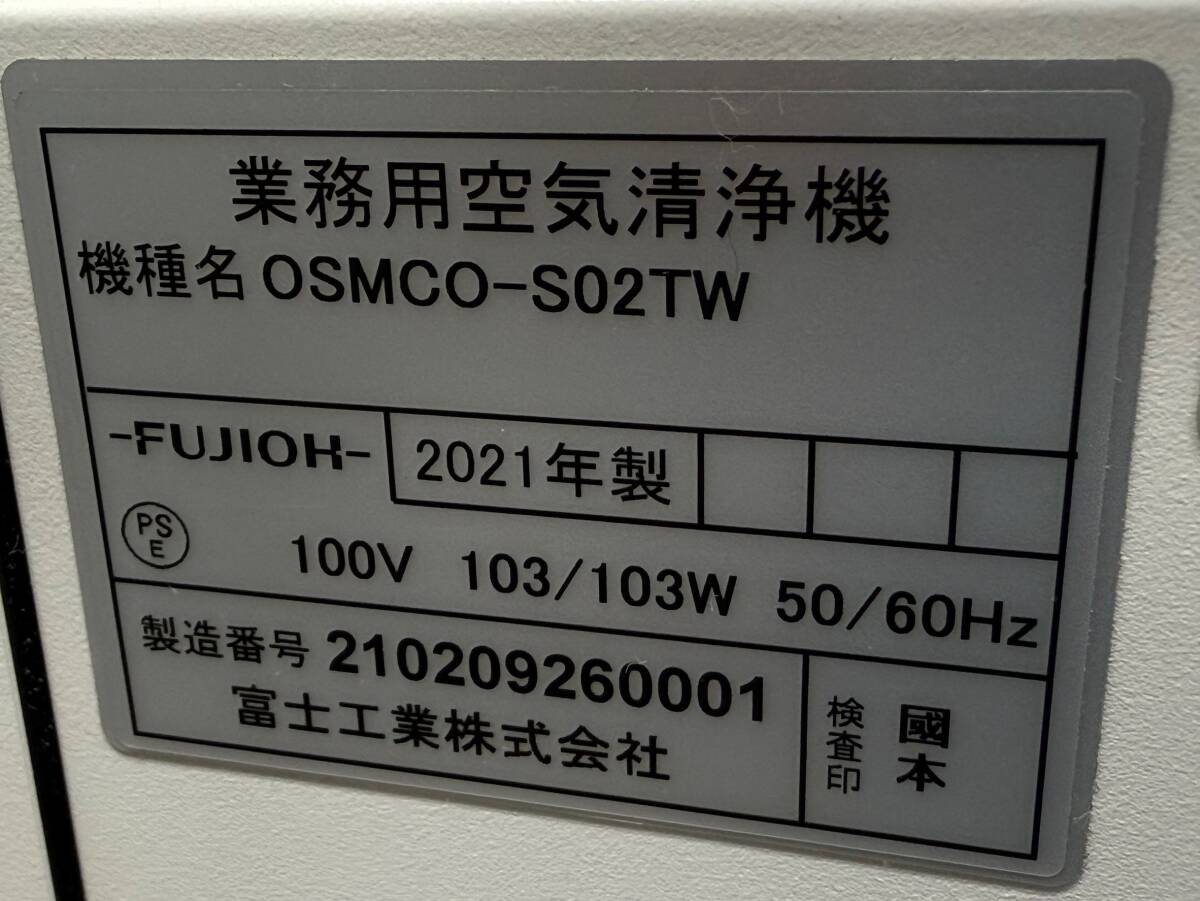 業務用空気清浄機
機種名 OSMCO-S02TW
-FUJIOH-
2021年製
PS
E
100V 103/103W 50/60Hz
製造番号 210209260001
富士工業株式会社
検査印
國本